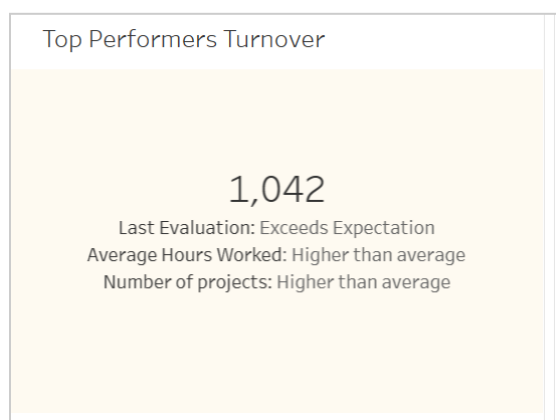 Top Performers Turnover
1,042
Last Evaluation: Exceeds Expectation
Average Hours Worked: Higher than average
Number of projects: Higher than average